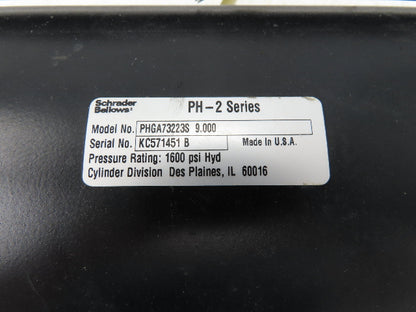 Schrader
Bellows
PH-2 Series
Model No. PHGA73223S 9.000
Serial No. KC571451 B Made In U.S.A.
Pressure Rating: 1600 psi Hyd
Cylinder Division Des Plaines, IL 60016